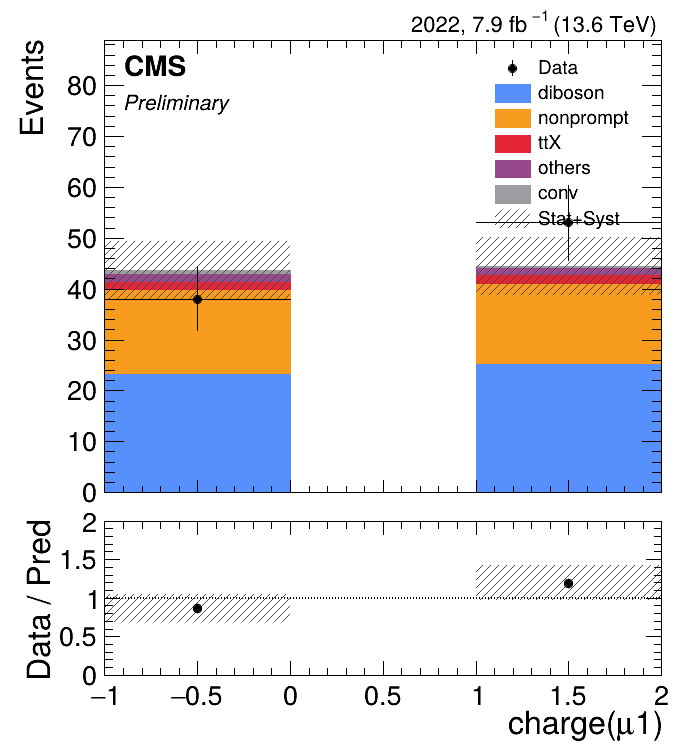 2022, 7.9 fb⁻¹ (13.6 TeV)
CMS
Preliminary
Data
diboson
nonprompt
ttX
others
conv
Stat+Syst
Events
80
70
60
50
40
30
20
10
0
Data / Pred
2
1.5
1
0.5
0
−1
−0.5
0
0.5
1
1.5
2
charge(μ1)